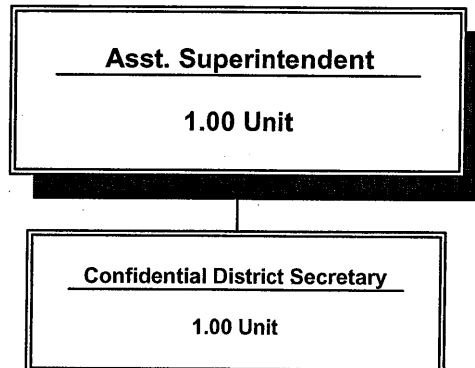 Asst. Superintendent
1.00 Unit
Confidential District Secretary
1.00 Unit